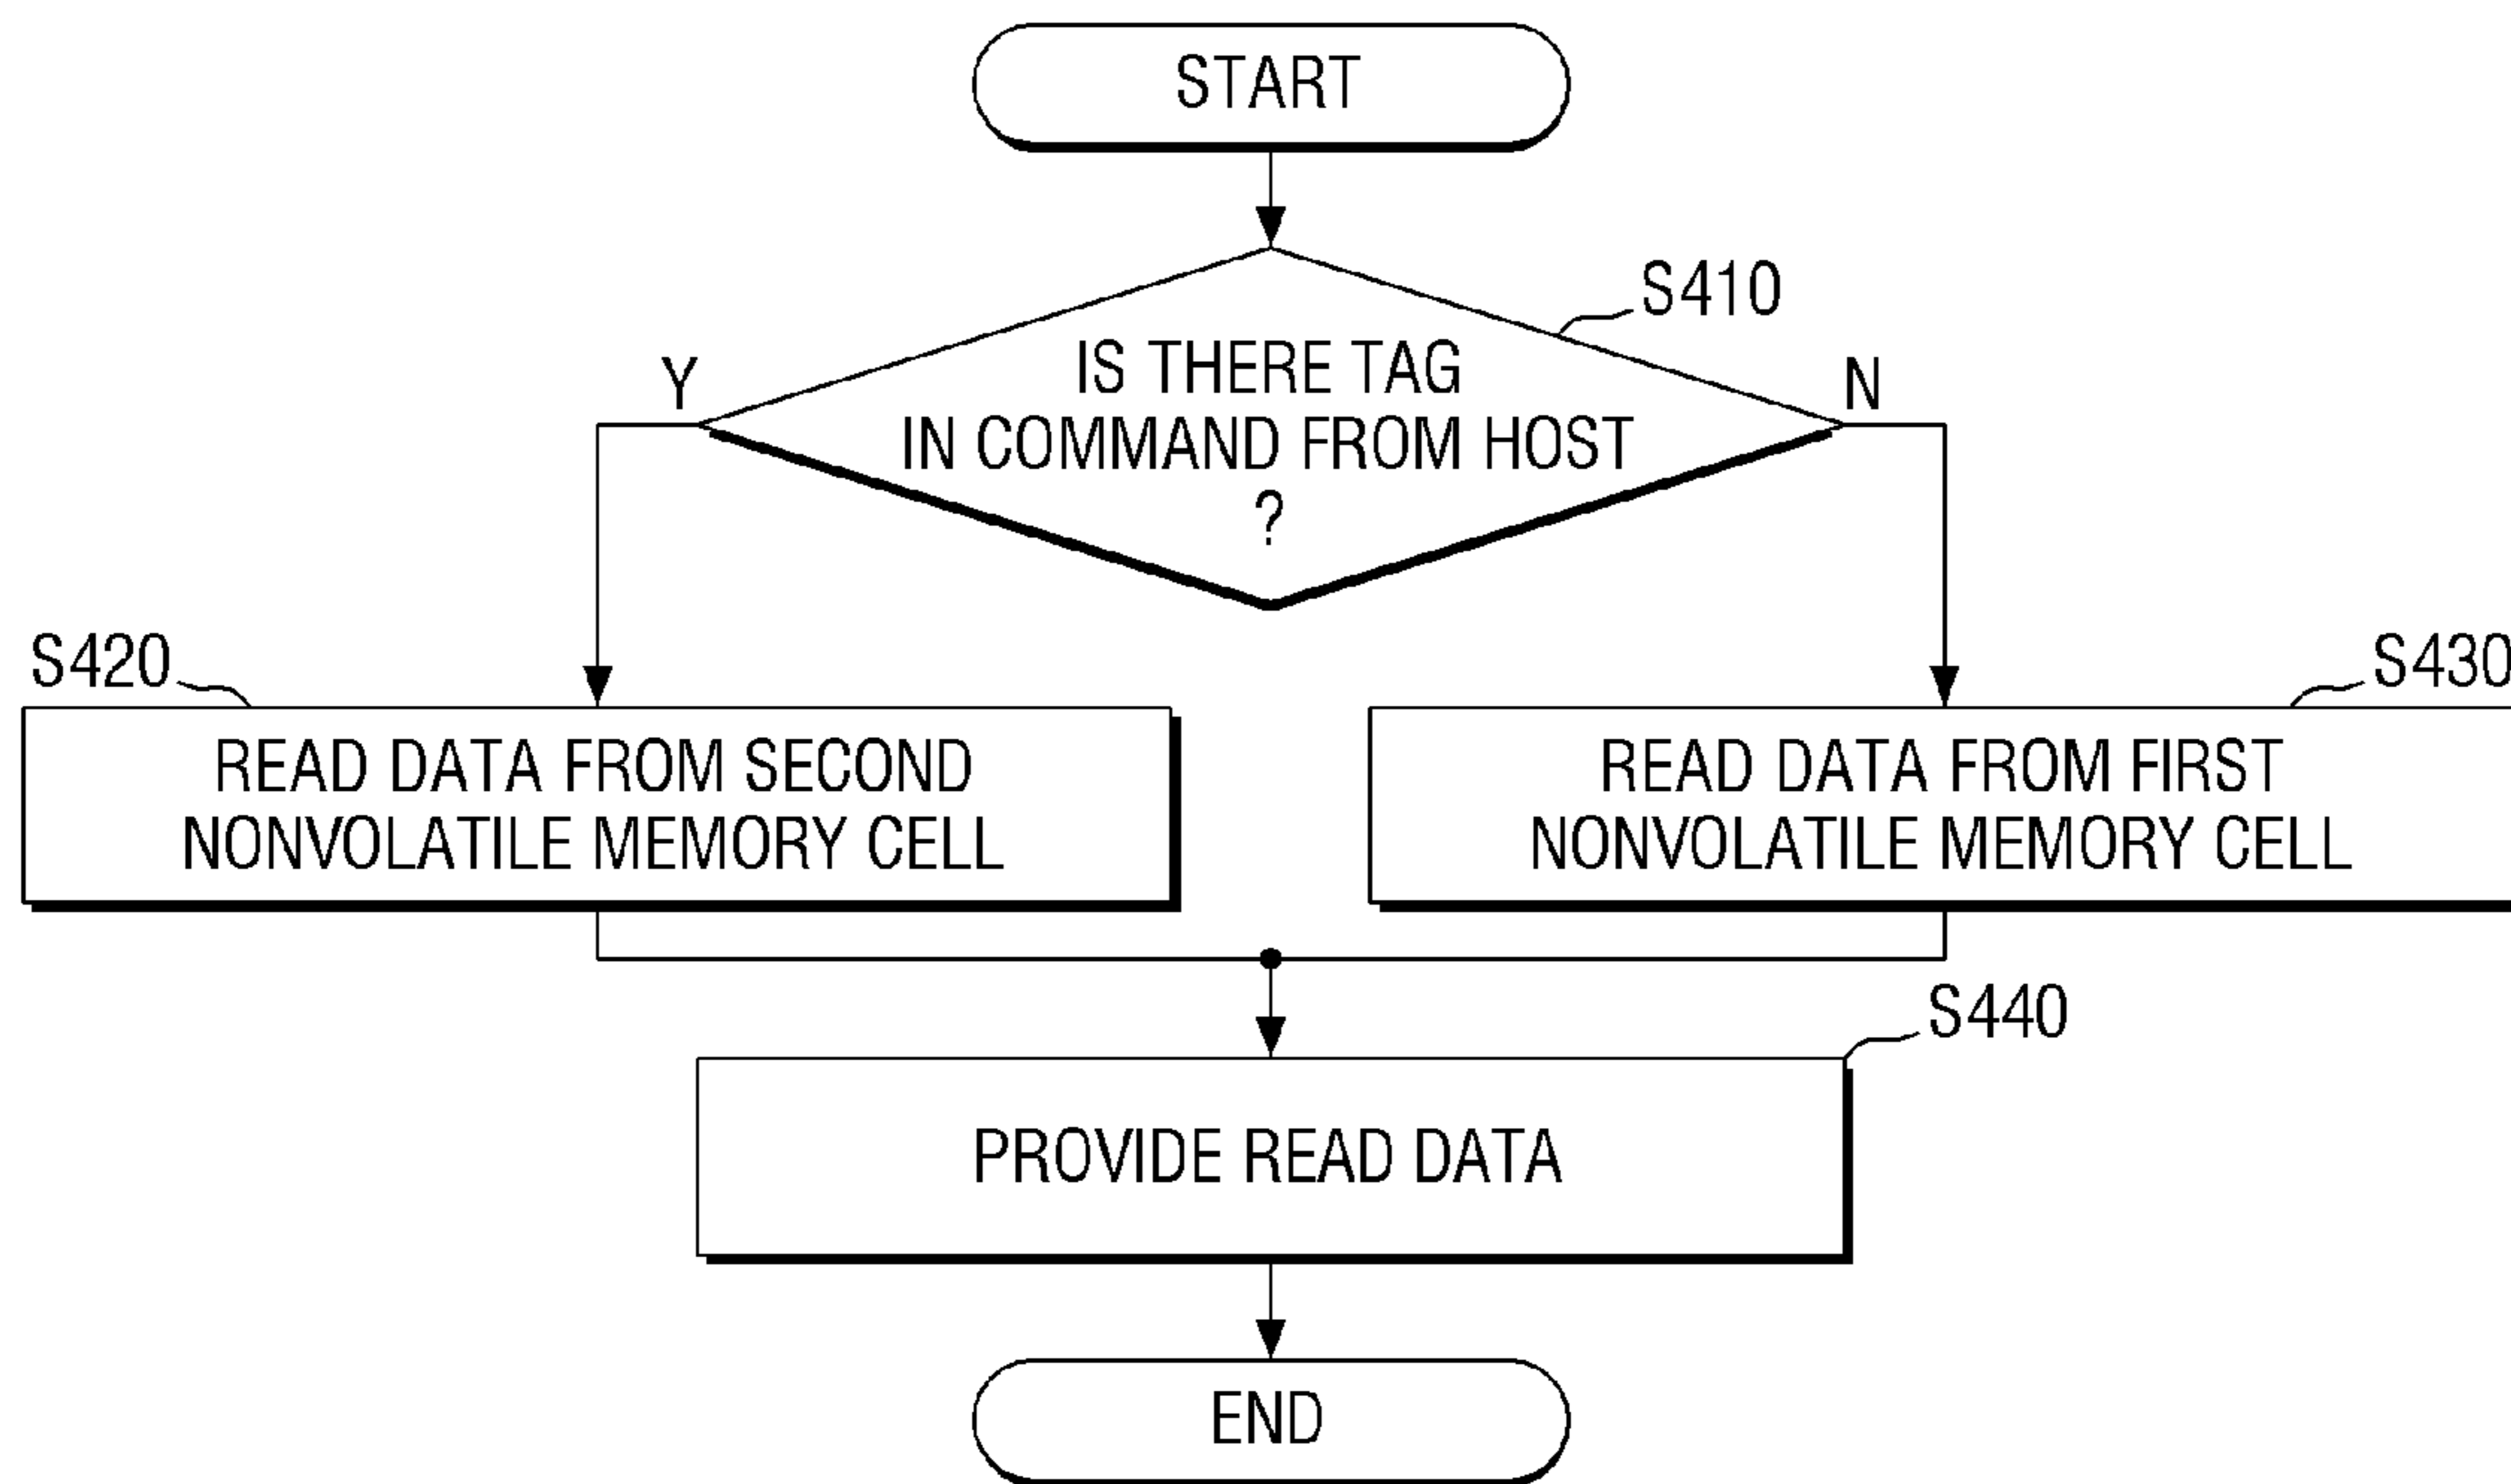 START
S410
IS THERE TAG
IN COMMAND FROM HOST
?
Y
N
S420
READ DATA FROM SECOND
NONVOLATILE MEMORY CELL
S430
READ DATA FROM FIRST
NONVOLATILE MEMORY CELL
S440
PROVIDE READ DATA
END